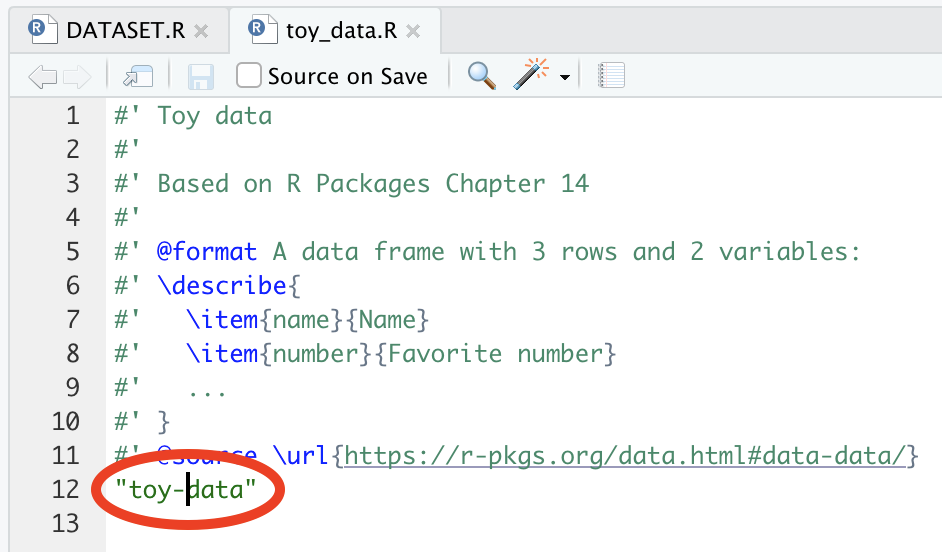 DATASET.R
toy_data.R
Source on Save
1 #' Toy data
2 #'
3 #' Based on R Packages Chapter 14
4 #'
5 #' @format A data frame with 3 rows and 2 variables:
6 #' \describe{
7 #'   \item{name}{Name}
8 #'   \item{number}{Favorite number}
9 #'   ...
10 #' }
11 #' @source \url{https://r-pkgs.org/data.html#data-data/}
12 "toy-data"
13